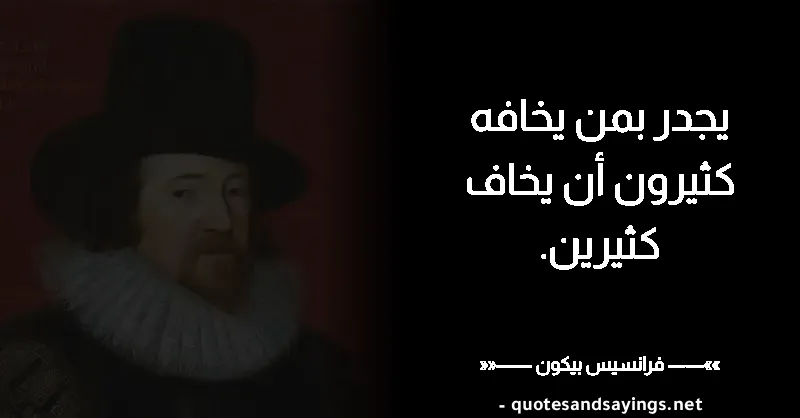 يجدر بمن يخافه
كثيرون أن يخاف
كثيرين.
»»—— فرانسيس بيكون ——««
- quotesandsayings.net